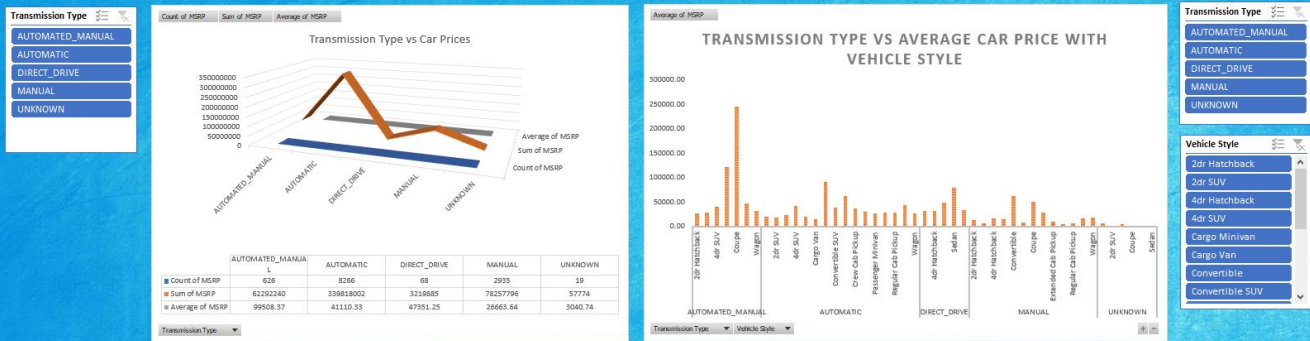 Transmission Type
AUTOMATED_MANUAL
AUTOMATIC
DIRECT_DRIVE
MANUAL
UNKNOWN
Count of MSRP Sum of MSRP Average of MSRP
Transmission Type vs Car Prices
350000000
300000000
250000000
200000000
150000000
100000000
50000000
0
Average of MSRP
Sum of MSRP
Count of MSRP
AUTOMATED_MANUAL
AUTOMATIC
DIRECT_DRIVE
MANUAL
UNKNOWN
AUTOMATED_MANUA
L AUTOMATIC DIRECT_DRIVE MANUAL UNKNOWN
Count of MSRP 626 8266 68 2935 19
Sum of MSRP 62292240 339818002 3219885 78257796 57774
Average of MSRP 99508.37 41110.33 47351.25 26663.64 3040.74
Transmission Type
Average of MSRP
TRANSMISSION TYPE VS AVERAGE CAR PRICE WITH
VEHICLE STYLE
300000.00
250000.00
200000.00
150000.00
100000.00
50000.00
0.00
2dr Hatchback
4dr SUV
Coupe
Wagon
2dr SUV
4dr SUV
Cargo Van
Convertible SUV
Crew Cab Pickup
Passenger Minivan
Regular Cab Pickup
Wagon
4dr Hatchback
Sedan
2dr Hatchback
4dr Hatchback
Convertible
Coupe
Extended Cab Pickup
Regular Cab Pickup
Wagon
2dr SUV
Coupe
Sedan
AUTOMATED_MANUAL AUTOMATIC DIRECT_DRIVE MANUAL UNKNOWN
Transmission Type Vehicle Style
+ −
Transmission Type
AUTOMATED_MANUAL
AUTOMATIC
DIRECT_DRIVE
MANUAL
UNKNOWN
Vehicle Style
2dr Hatchback
2dr SUV
4dr Hatchback
4dr SUV
Cargo Minivan
Cargo Van
Convertible
Convertible SUV